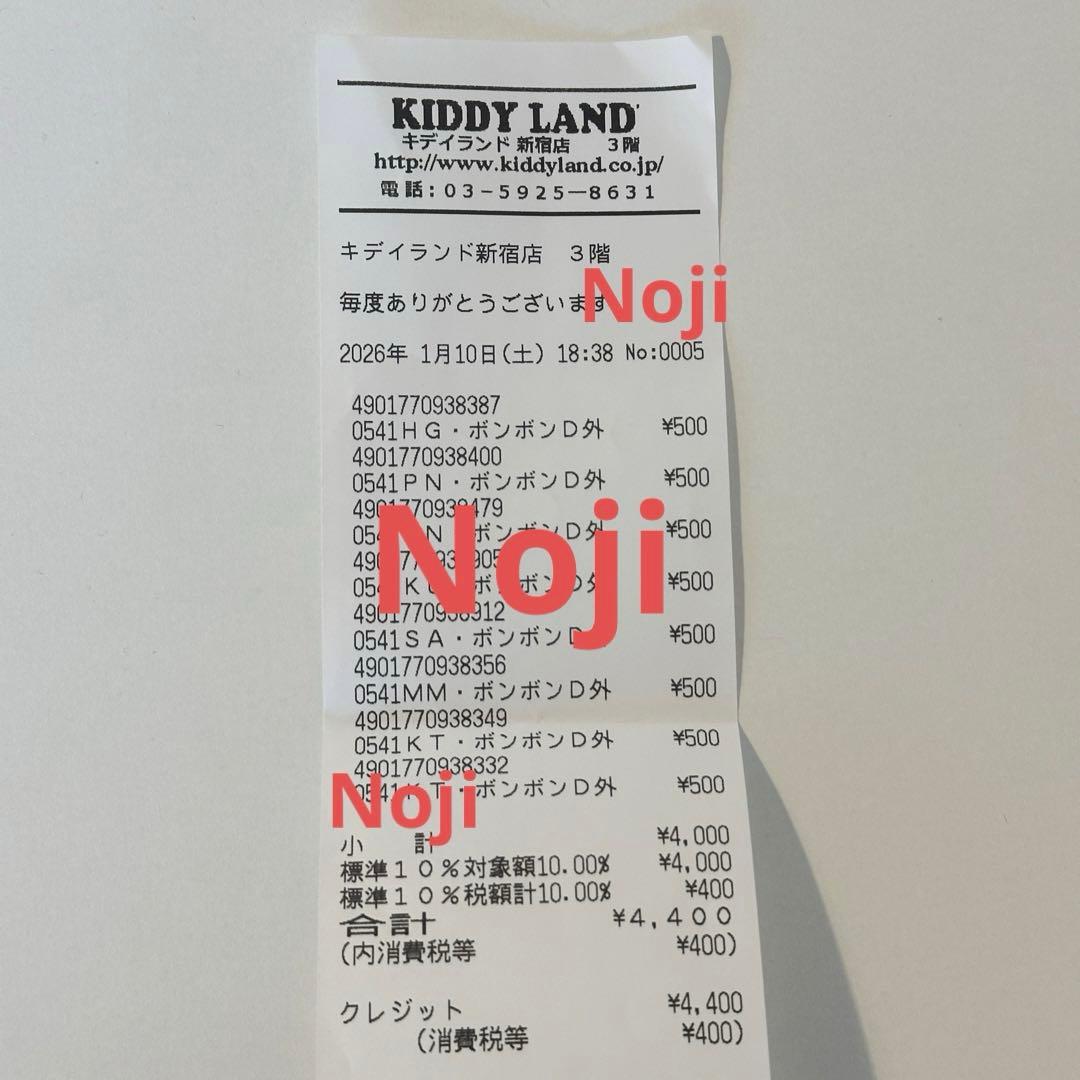 KIDDY LAND
キデイランド 新宿店 3階
http://www.kiddyland.co.jp/
電話:03-5925-8631
キデイランド新宿店 3階
毎度ありがとうございます
Noji
2026年 1月10日(土) 18:38 No:0005
4901770938387
0541HG・ボンボンD外 ¥500
4901770938400
0541PN・ボンボンD外 ¥500
ボンボンD外 ¥500
Noji
¥500
0541SA・ボンボンD ¥500
4901770938356
0541MM・ボンボンD外 ¥500
4901770938349
0541KT・ボンボンD外 ¥500
4901770938332
ボンボンD外 ¥500
Noji
小計 ¥4,000
標準10%対象額10.00% ¥4,000
標準10%税額計10.00% ¥400
合計 ¥4,400
(内消費税等 ¥400)
クレジット ¥4,400
(消費税等 ¥400)